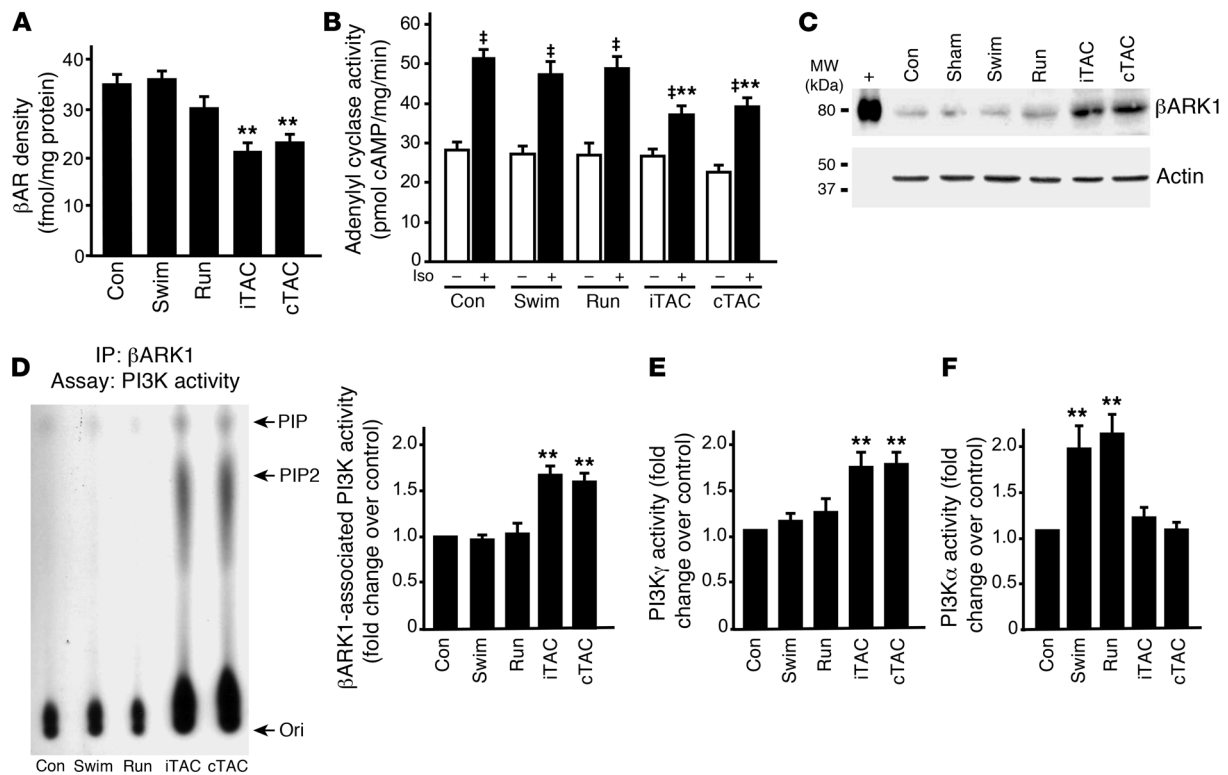 A
βAR density
(fmol/mg protein)
40
30
20
10
0
** **
Con Swim Run iTAC cTAC
B
Adenylyl cyclase activity
(pmol cAMP/mg/min)
60
50
40
30
20
10
0
‡ ‡ ‡ ‡** ‡**
Iso – + – + – + – + – +
Con Swim Run iTAC cTAC
C
MW
(kDa)
+ Con Sham Swim Run iTAC cTAC
80
βARK1
50
37
Actin
D
IP: βARK1
Assay: PI3K activity
PIP
PIP2
Ori
Con Swim Run iTAC cTAC
βARK1-associated PI3K activity
(fold change over control)
2.0
1.5
1.0
0.5
0
** **
Con Swim Run iTAC cTAC
E
PI3Kγ activity (fold
change over control)
2.0
1.5
1.0
0.5
0
** **
Con Swim Run iTAC cTAC
F
PI3Kα activity (fold
change over control)
2.0
1.5
1.0
0.5
0
** **
Con Swim Run iTAC cTAC